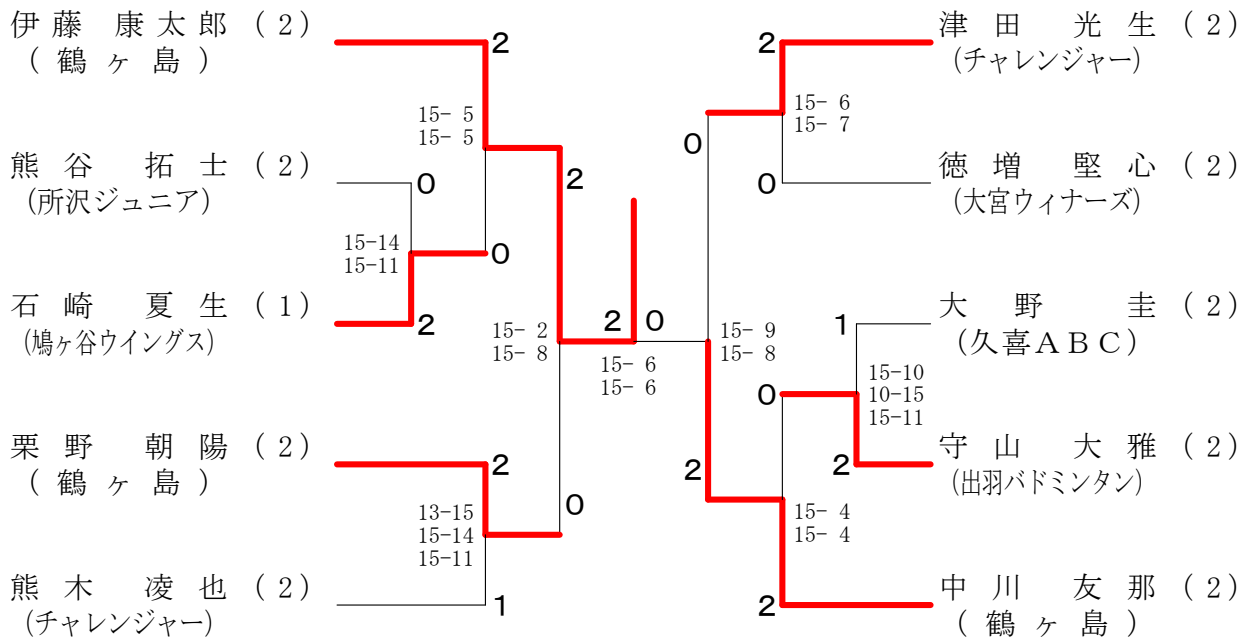 伊 藤 康太郎 (2)
( 鶴 ヶ 島 )
2
15- 5
15- 5
熊 谷 拓 士 (2)
(所沢ジュニア)
0
15-14
15-11
0
石 崎 夏 生 (1)
(鳩ヶ谷ウイングス)
2
2
15- 2
15- 8
栗 野 朝 陽 (2)
( 鶴 ヶ 島 )
2
13-15
15-14
15-11
0
熊 木 凌 也 (2)
(チャレンジャー)
1
2 0
15- 6
15- 6
津 田 光 生 (2)
(チャレンジャー)
2
15- 6
15- 7
0
徳 増 堅 心 (2)
(大宮ウィナーズ)
0
15- 9
15- 8
大 野 圭 (2)
(久喜ABC)
1
15-10
10-15
15-11
0
守 山 大 雅 (2)
(出羽バドミンタン)
2
2
15- 4
15- 4
中 川 友 那 (2)
( 鶴 ヶ 島 )
2